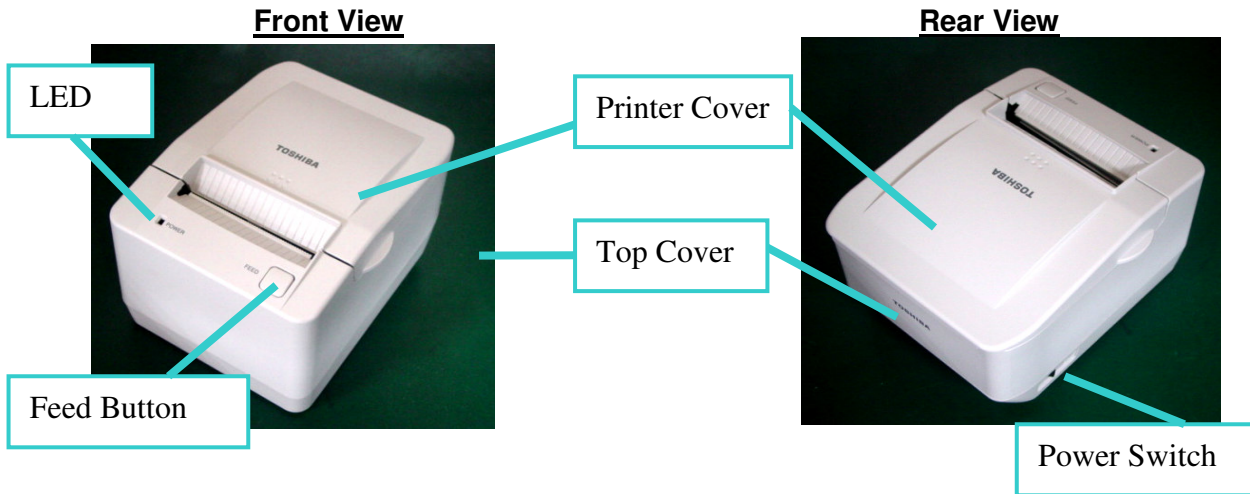 Front View
Rear View
LED
Printer Cover
TOSHIBA
POWER
FEED
Top Cover
Feed Button
TOSHIBA
TOSHIBA
Power Switch